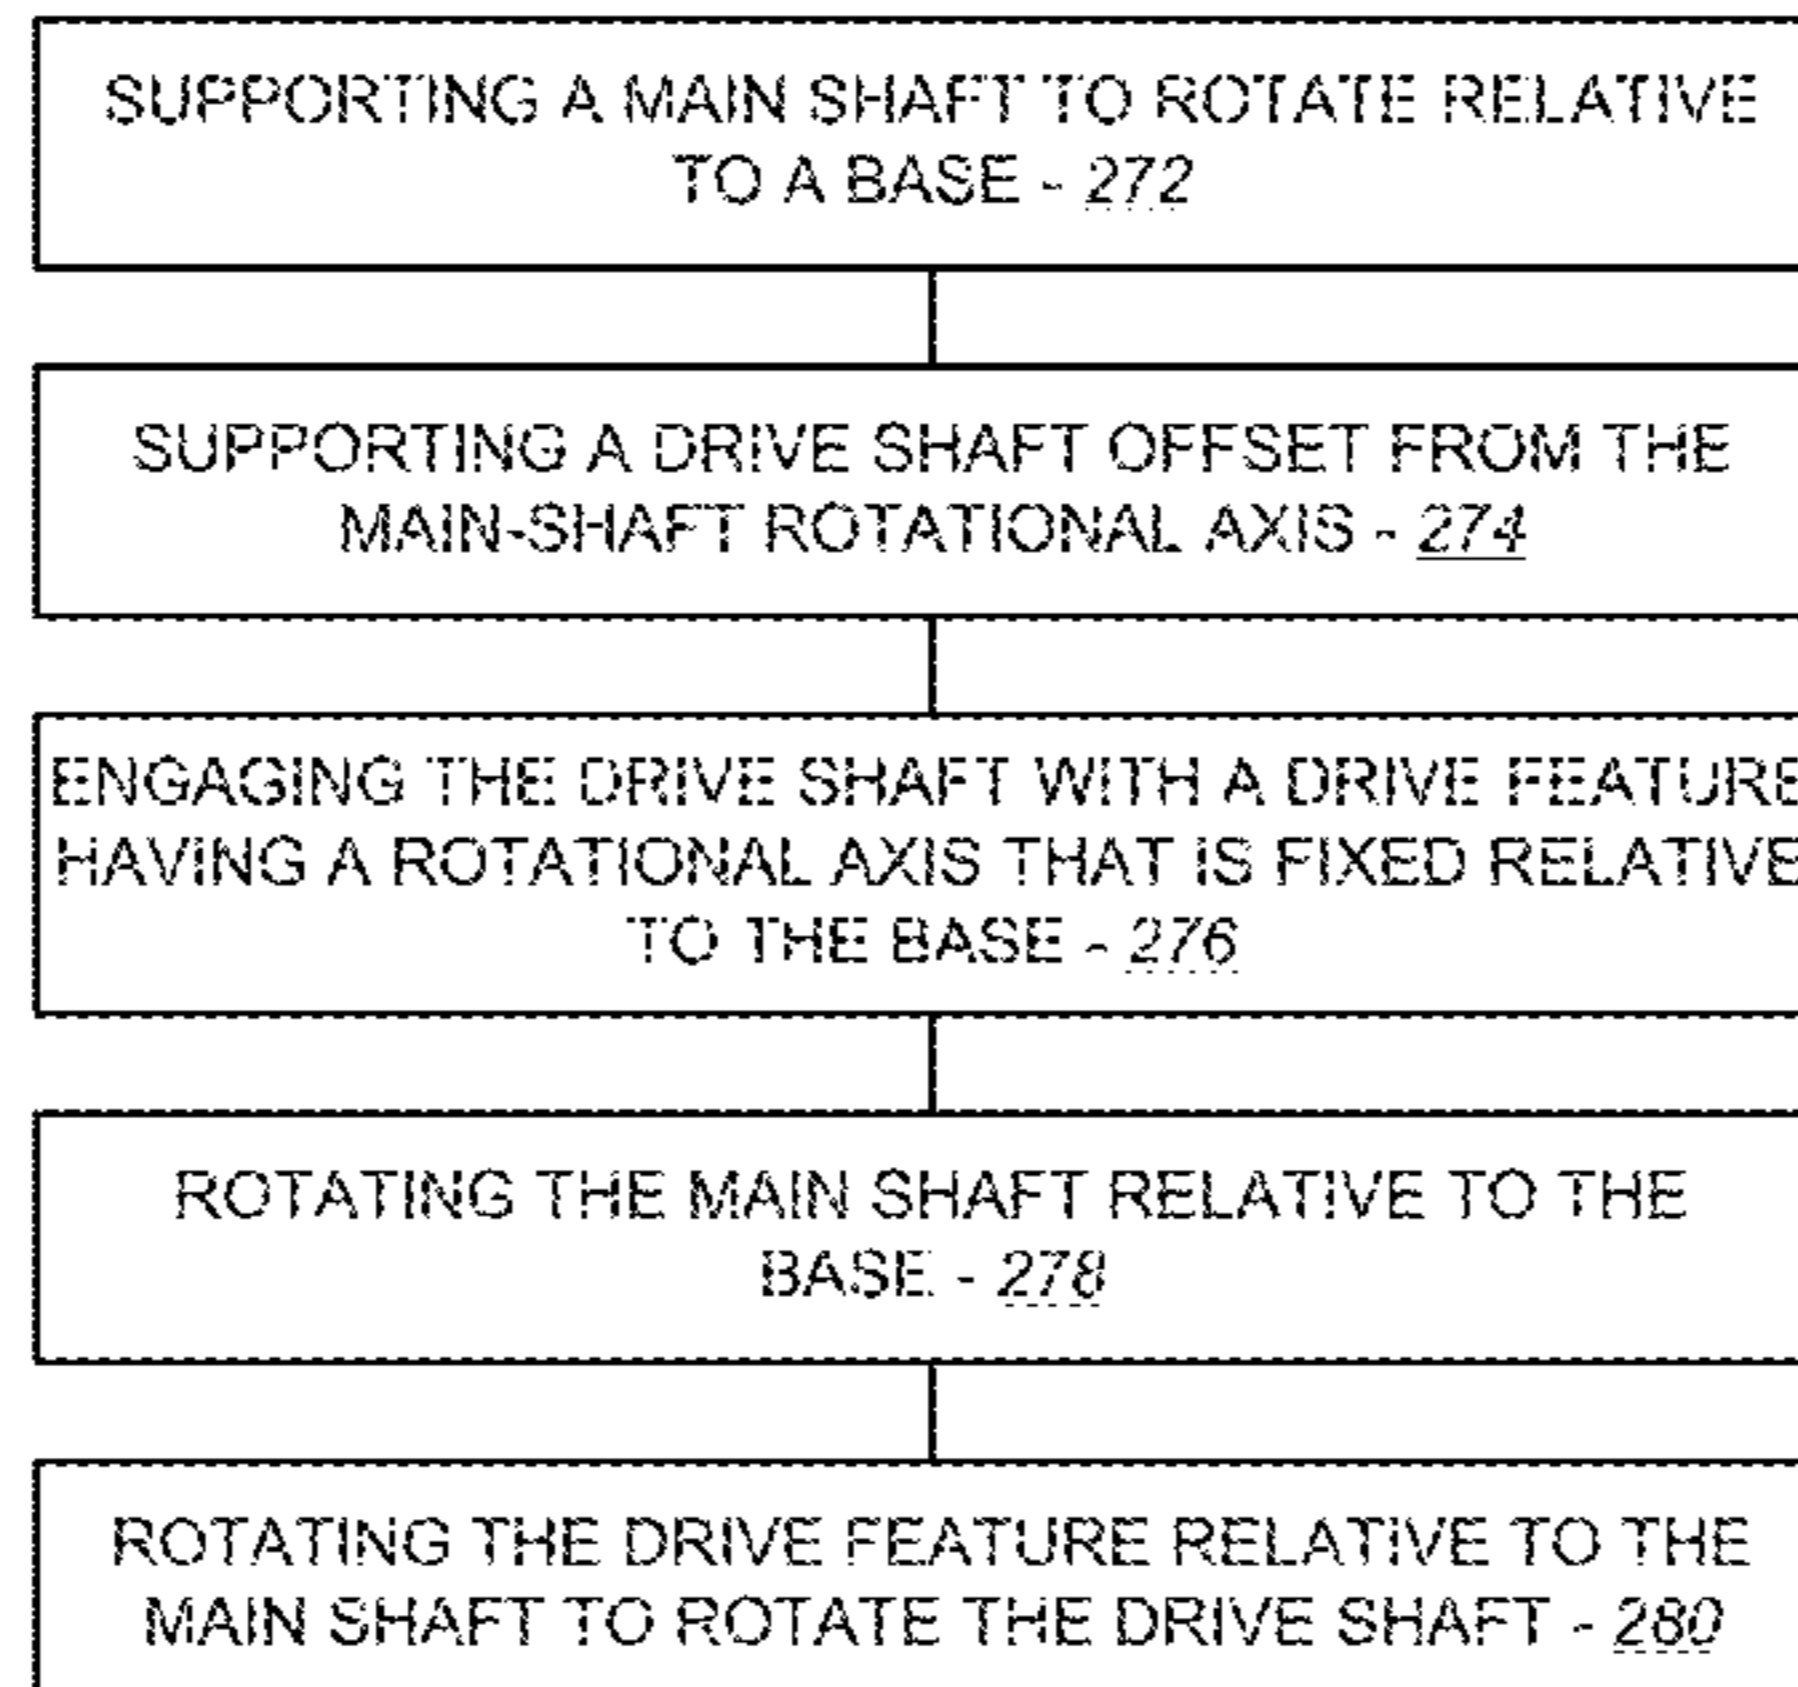 SUPPORTING A MAIN SHAFT TO ROTATE RELATIVE
TO A BASE - 272
SUPPORTING A DRIVE SHAFT OFFSET FROM THE
MAIN-SHAFT ROTATIONAL AXIS - 274
ENGAGING THE DRIVE SHAFT WITH A DRIVE FEATURE
HAVING A ROTATIONAL AXIS THAT IS FIXED RELATIVE
TO THE BASE - 276
ROTATING THE MAIN SHAFT RELATIVE TO THE
BASE - 278
ROTATING THE DRIVE FEATURE RELATIVE TO THE
MAIN SHAFT TO ROTATE THE DRIVE SHAFT - 280